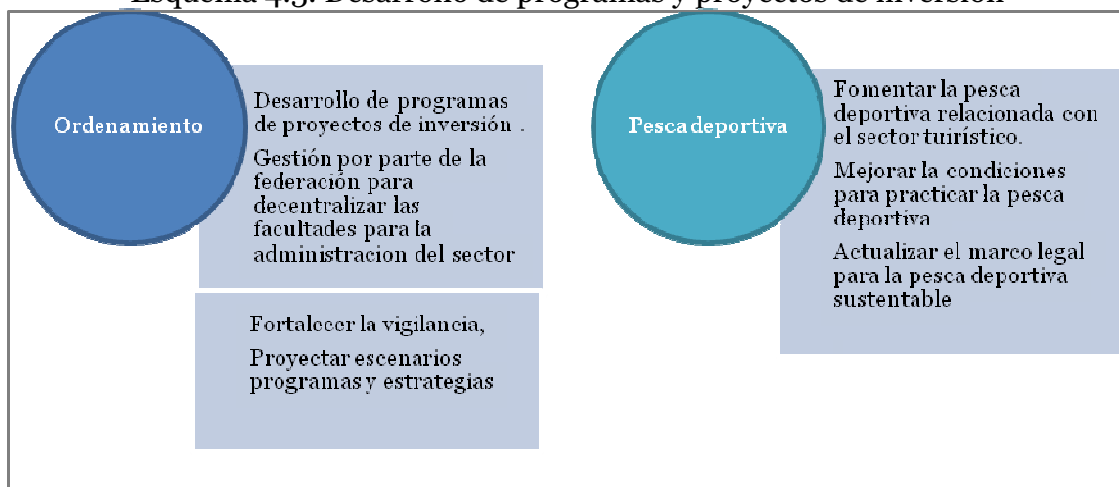 Esquema 4.3. Desarrollo de programas y proyectos de inversión
Ordenamiento
Desarrollo de programas
de proyectos de inversión .
Gestión por parte de la
federación para
decentralizar las
facultades para la
administracion del sector
Fortalecer la vigilancia,
Proyectar escenarios
programas y estrategias
Pesca deportiva
Fomentar la pesca
deportiva relacionada con
el sector tuirístico.
Mejorar la condiciones
para practicar la pesca
deportiva
Actualizar el marco legal
para la pesca deportiva
sustentable